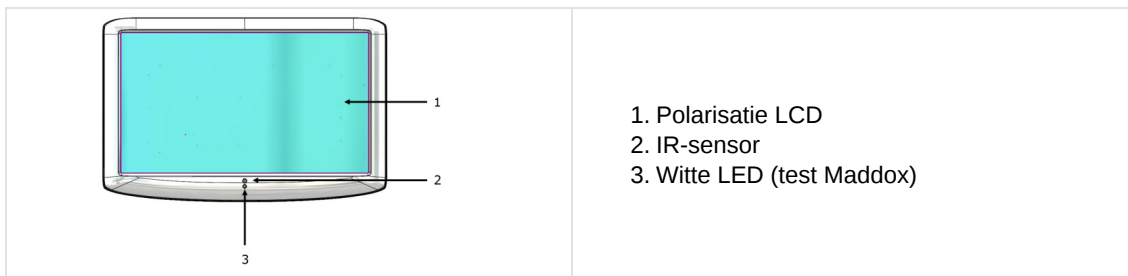 1
2
3
1. Polarisatie LCD
2. IR-sensor
3. Witte LED (test Maddox)